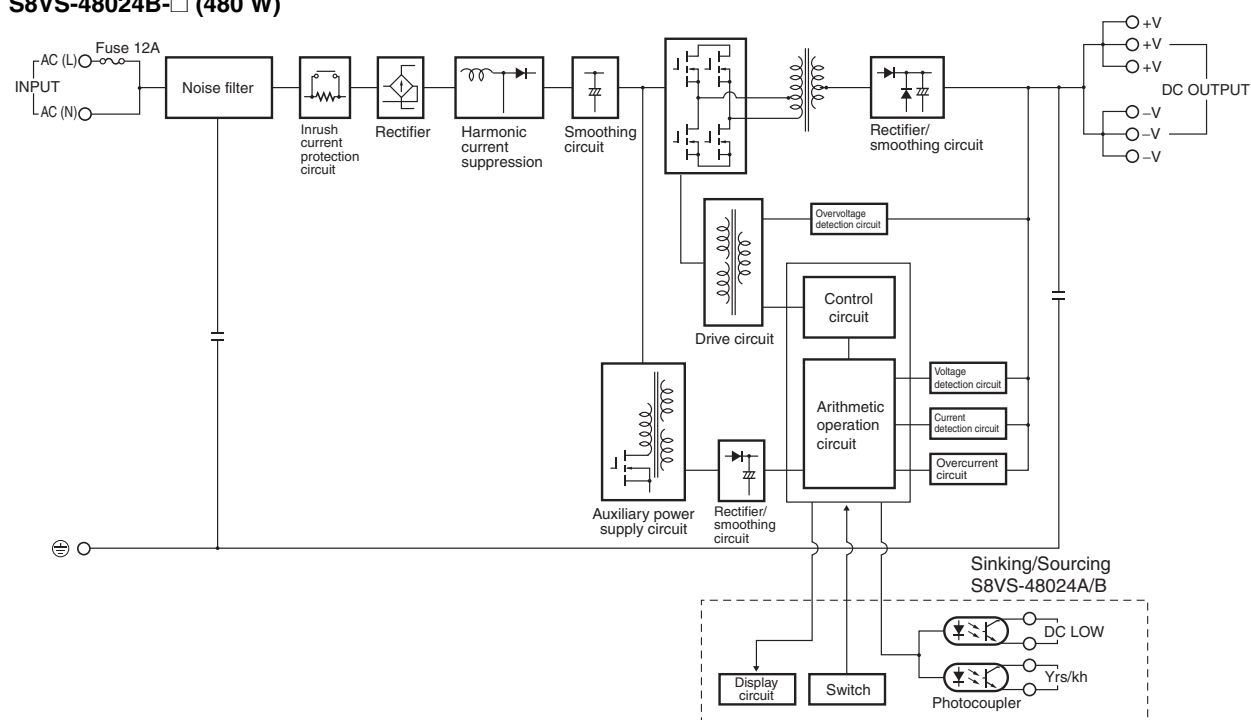 S8VS-48024B-□ (480 W)
AC (L)
Fuse 12A
INPUT
AC (N)
Noise filter
Inrush
current
protection
circuit
Rectifier
Harmonic
current
suppression
Smoothing
circuit
Rectifier/
smoothing circuit
+V
+V
+V
DC OUTPUT
–V
–V
–V
Overvoltage
detection circuit
Drive circuit
Control
circuit
Arithmetic
operation
circuit
Voltage
detection circuit
Current
detection circuit
Overcurrent
circuit
Auxiliary power
supply circuit
Rectifier/
smoothing
circuit
Sinking/Sourcing
S8VS-48024A/B
DC LOW
Yrs/kh
Photocoupler
Display
circuit
Switch